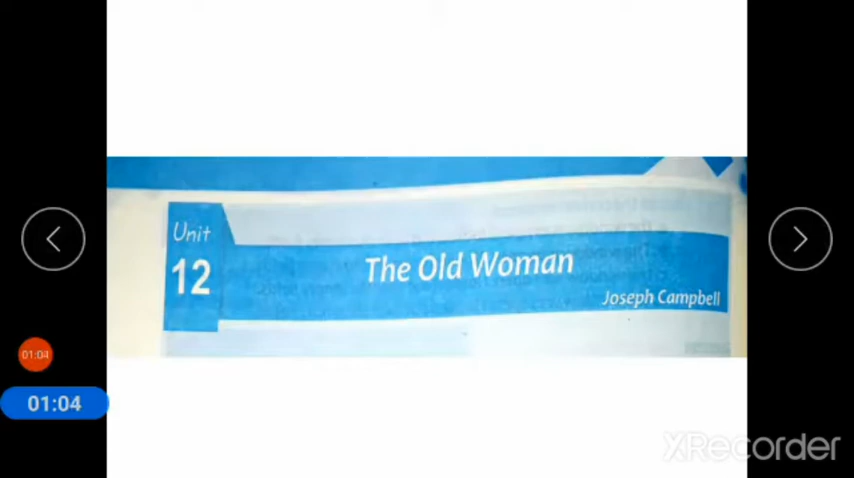 Unit
12
The Old Woman
Joseph Campbell
01:04
01:04
XRecorder